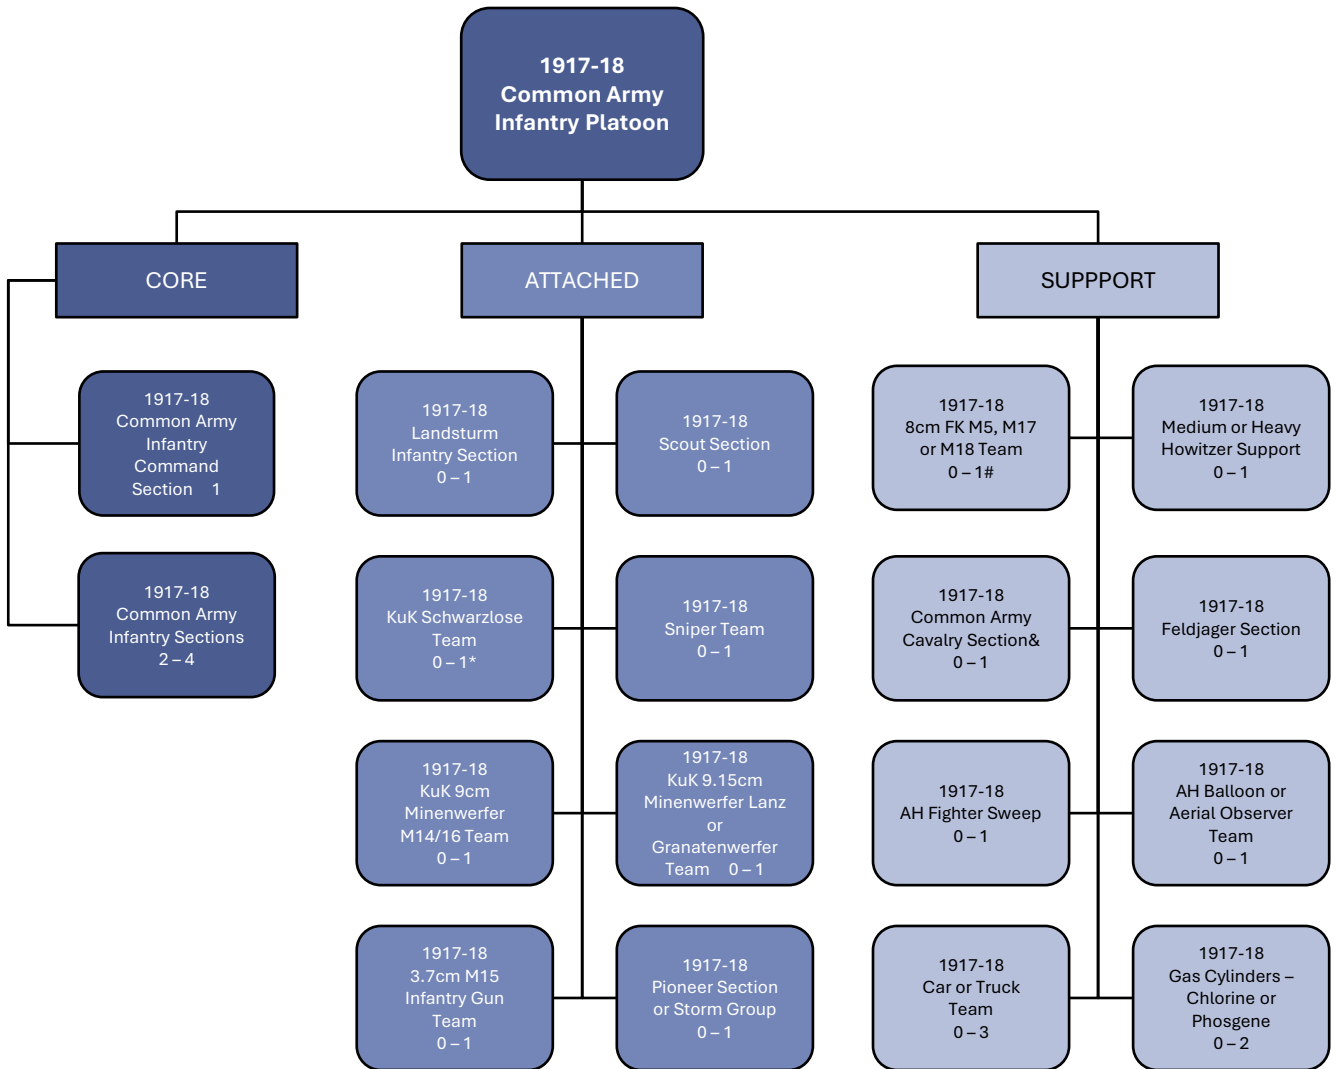 1917-18
Common Army
Infantry Platoon
CORE
ATTACHED
SUPPPORT
1917-18
Common Army
Infantry
Command
Section 1
1917-18
Common Army
Infantry Sections
2 – 4
1917-18
Landsturm
Infantry Section
0 – 1
1917-18
Scout Section
0 – 1
1917-18
KuK Schwarzlose
Team
0 – 1*
1917-18
Sniper Team
0 – 1
1917-18
KuK 9cm
Minenwerfer
M14/16 Team
0 – 1
1917-18
KuK 9.15cm
Minenwerfer Lanz
or
Granatenwerfer
Team 0 – 1
1917-18
3.7cm M15
Infantry Gun
Team
0 – 1
1917-18
Pioneer Section
or Storm Group
0 – 1
1917-18
8cm FK M5, M17
or M18 Team
0 – 1#
1917-18
Medium or Heavy
Howitzer Support
0 – 1
1917-18
Common Army
Cavalry Section&
0 – 1
1917-18
Feldjager Section
0 – 1
1917-18
AH Fighter Sweep
0 – 1
1917-18
AH Balloon or
Aerial Observer
Team
0 – 1
1917-18
Car or Truck
Team
0 – 3
1917-18
Gas Cylinders –
Chlorine or
Phosgene
0 – 2